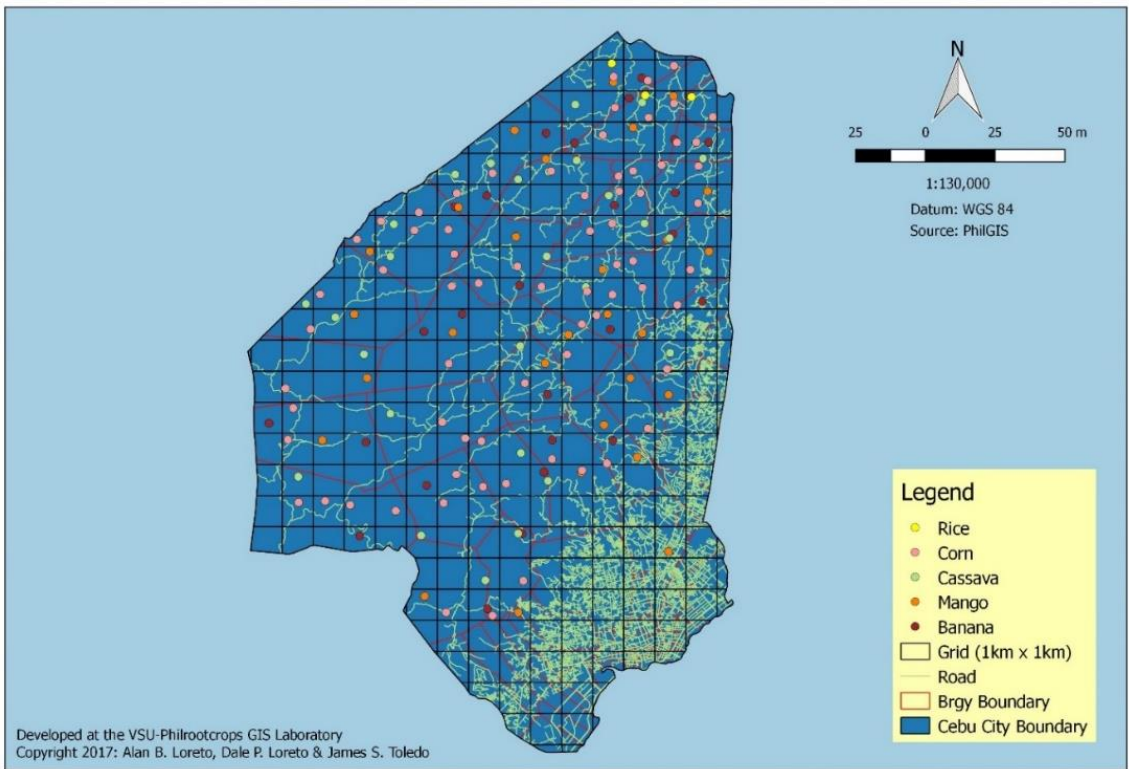 N
25 0 25 50 m
1:130,000
Datum: WGS 84
Source: PhilGIS
Legend
Rice
Corn
Cassava
Mango
Banana
Grid (1km x 1km)
Road
Brgy Boundary
Cebu City Boundary
Developed at the VSU-Philrootcrops GIS Laboratory
Copyright 2017: Alan B. Loreto, Dale P. Loreto & James S. Toledo